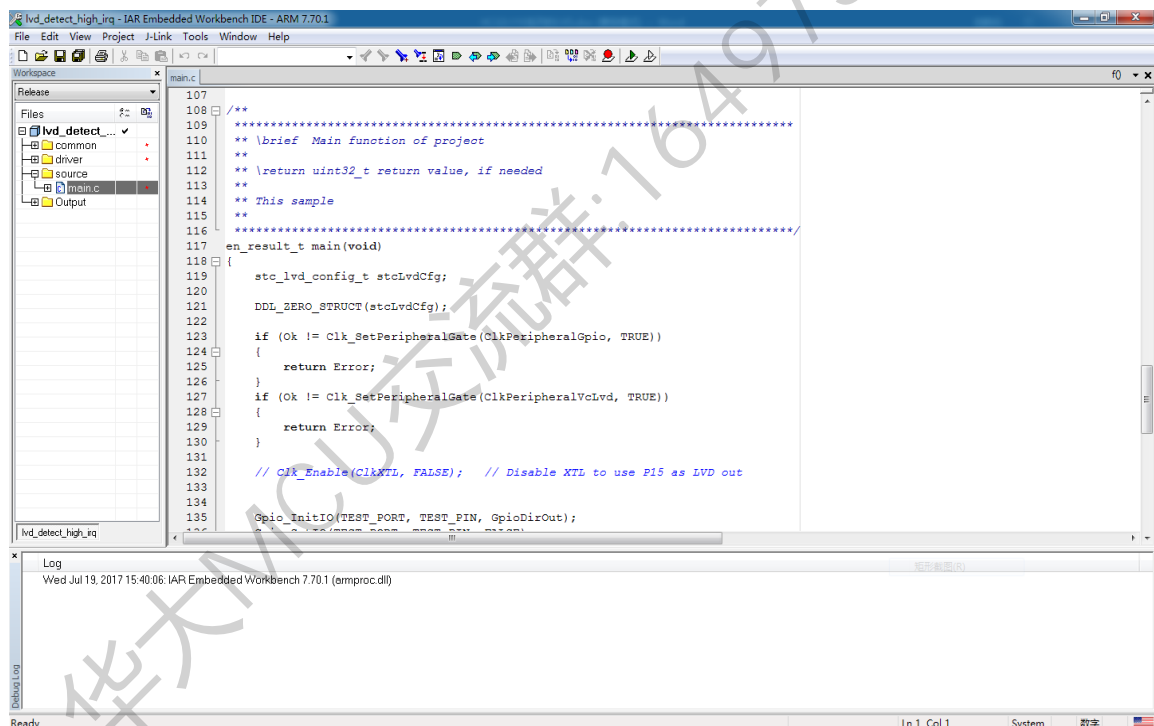 lvd_detect_high_irq - IAR Embedded Workbench IDE - ARM 7.70.1
File Edit View Project J-Link Tools Window Help
Workspace
main.c
f()
Release
Files
lvd_detect_...
common
driver
source
main.c
Output
lvd_detect_high_irq
107
108 /**
109 ******************************************************************************
110 ** \brief  Main function of project
111 **
112 ** \return uint32_t return value, if needed
113 **
114 ** This sample
115 **
116 ******************************************************************************/
117 en_result_t main(void)
118 {
119     stc_lvd_config_t stcLvdCfg;
120
121     DDL_ZERO_STRUCT(stcLvdCfg);
122
123     if (Ok != Clk_SetPeripheralGate(ClkPeripheralGpio, TRUE))
124     {
125         return Error;
126     }
127     if (Ok != Clk_SetPeripheralGate(ClkPeripheralVcLvd, TRUE))
128     {
129         return Error;
130     }
131
132     // Clk_Enable(ClkXTL, FALSE);   // Disable XTL to use P15 as LVD out
133
134
135     Gpio_InitIO(TEST_PORT, TEST_PIN, GpioDirOut);
Log
Wed Jul 19, 2017 15:40:06: IAR Embedded Workbench 7.70.1 (armproc.dll)
矩形截图(R)
Debug Log
Ready
Ln 1, Col 1
System
数字
华大MCU交流群:16497